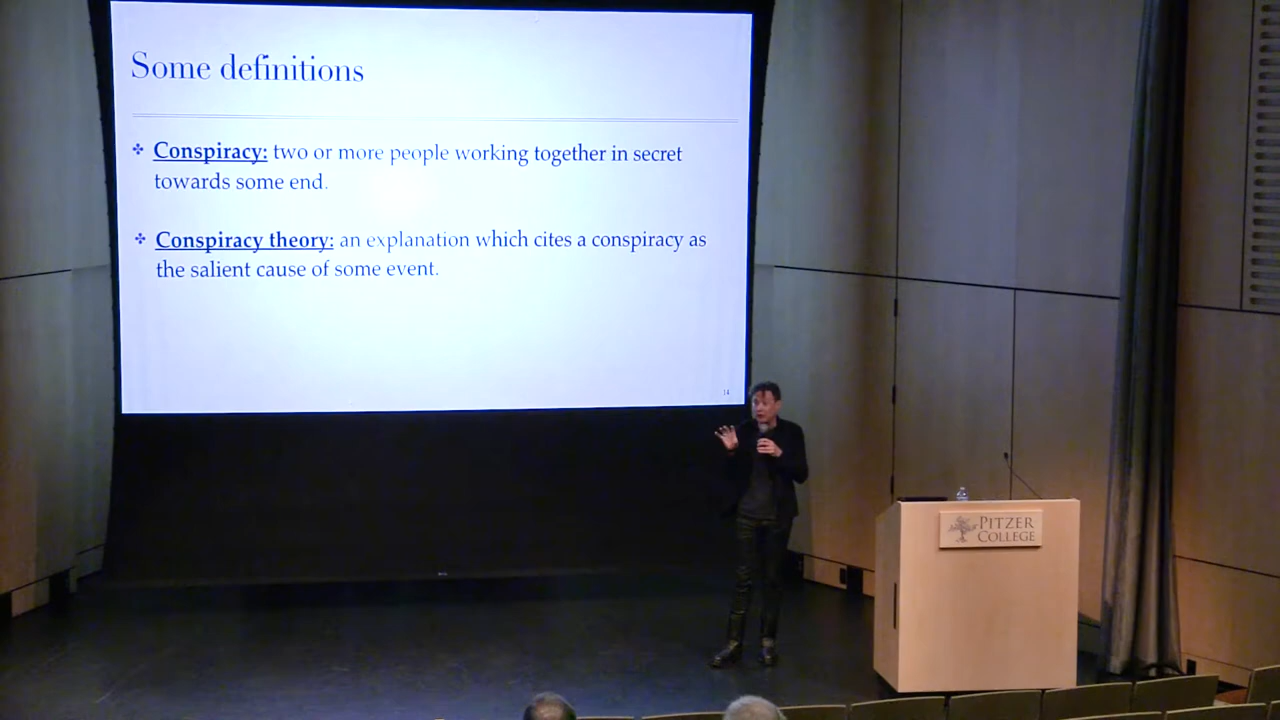 Some definitions
Conspiracy: two or more people working together in secret
towards some end.
Conspiracy theory: an explanation which cites a conspiracy as
the salient cause of some event.
14
PITZER
COLLEGE